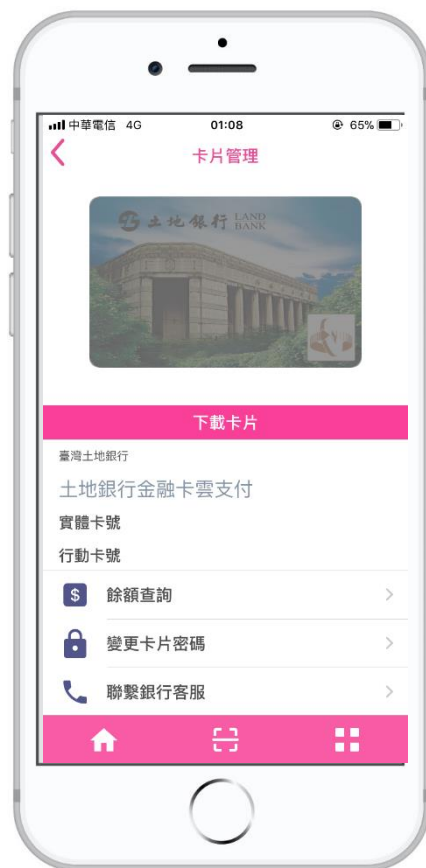 中華電信 4G 01:08 65%
卡片管理
土地銀行 LAND BANK
下載卡片
臺灣土地銀行
土地銀行金融卡雲支付
實體卡號
行動卡號
餘額查詢
變更卡片密碼
聯繫銀行客服